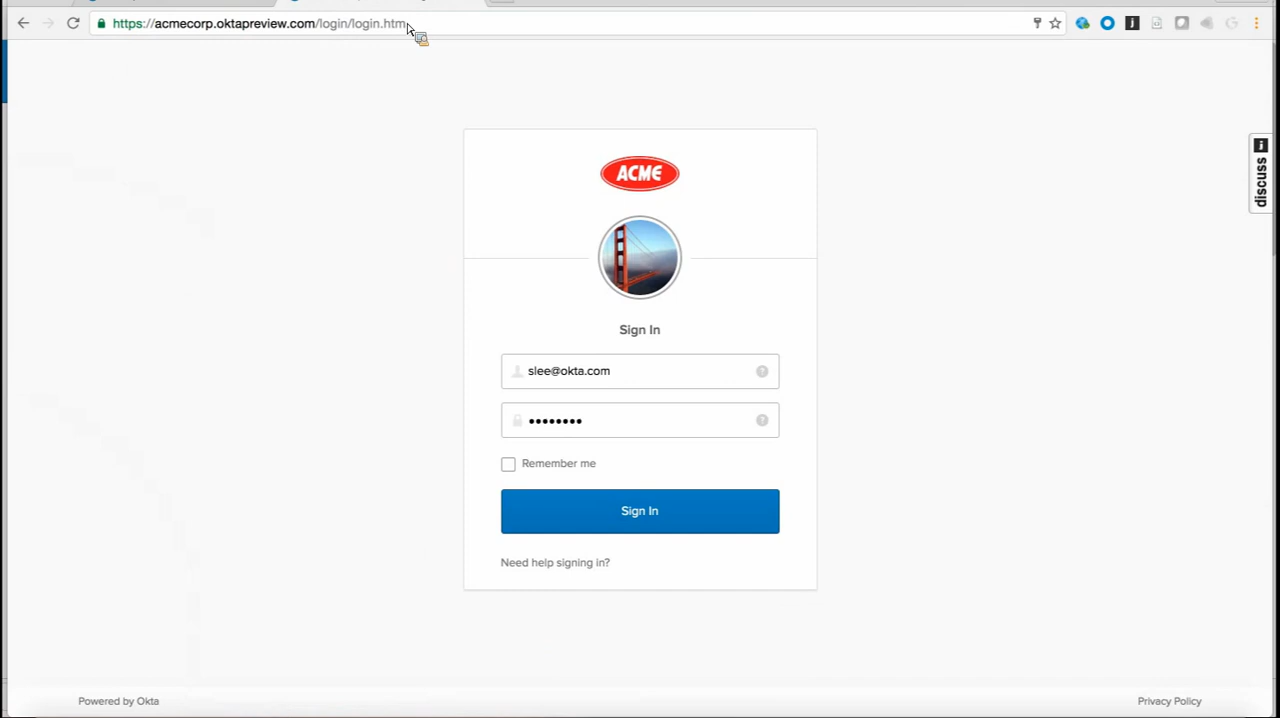 https://acmecorp.oktapreview.com/login/login.htm
discuss
ACME
Sign In
slee@okta.com
••••••••
Remember me
Sign In
Need help signing in?
Powered by Okta
Privacy Policy